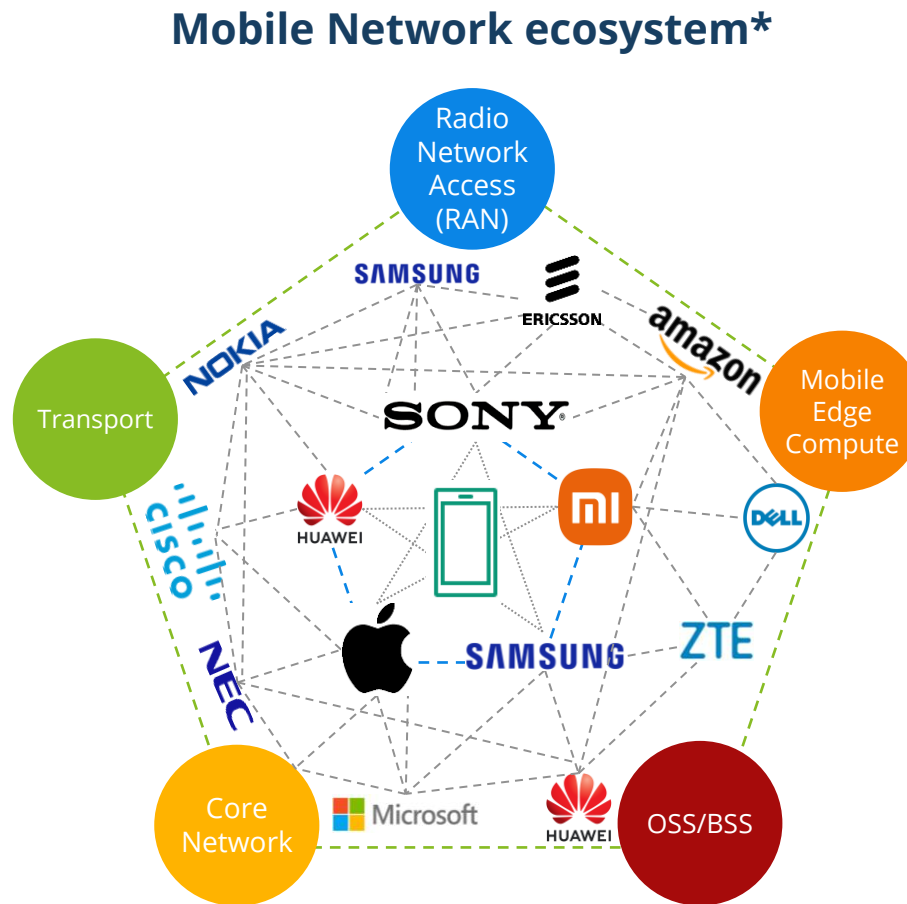 Mobile Network ecosystem*
Radio
Network
Access
(RAN)
SAMSUNG
ERICSSON
amazon
NOKIA
Mobile
Edge
Compute
Transport
SONY®
mi
HUAWEI
DELL
CISCO
ZTE
SAMSUNG
NEC
Core
Network
Microsoft
HUAWEI
OSS/BSS